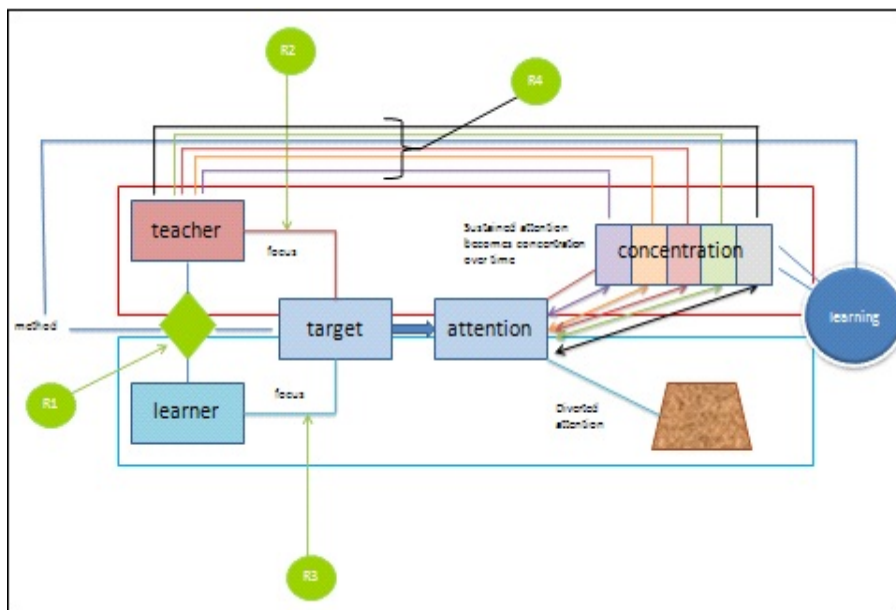 R2
R4
teacher
focus
Sustained attention
becomes concentration
over time
concentration
method
target
attention
learning
R1
learner
focus
Diverted
attention
R3